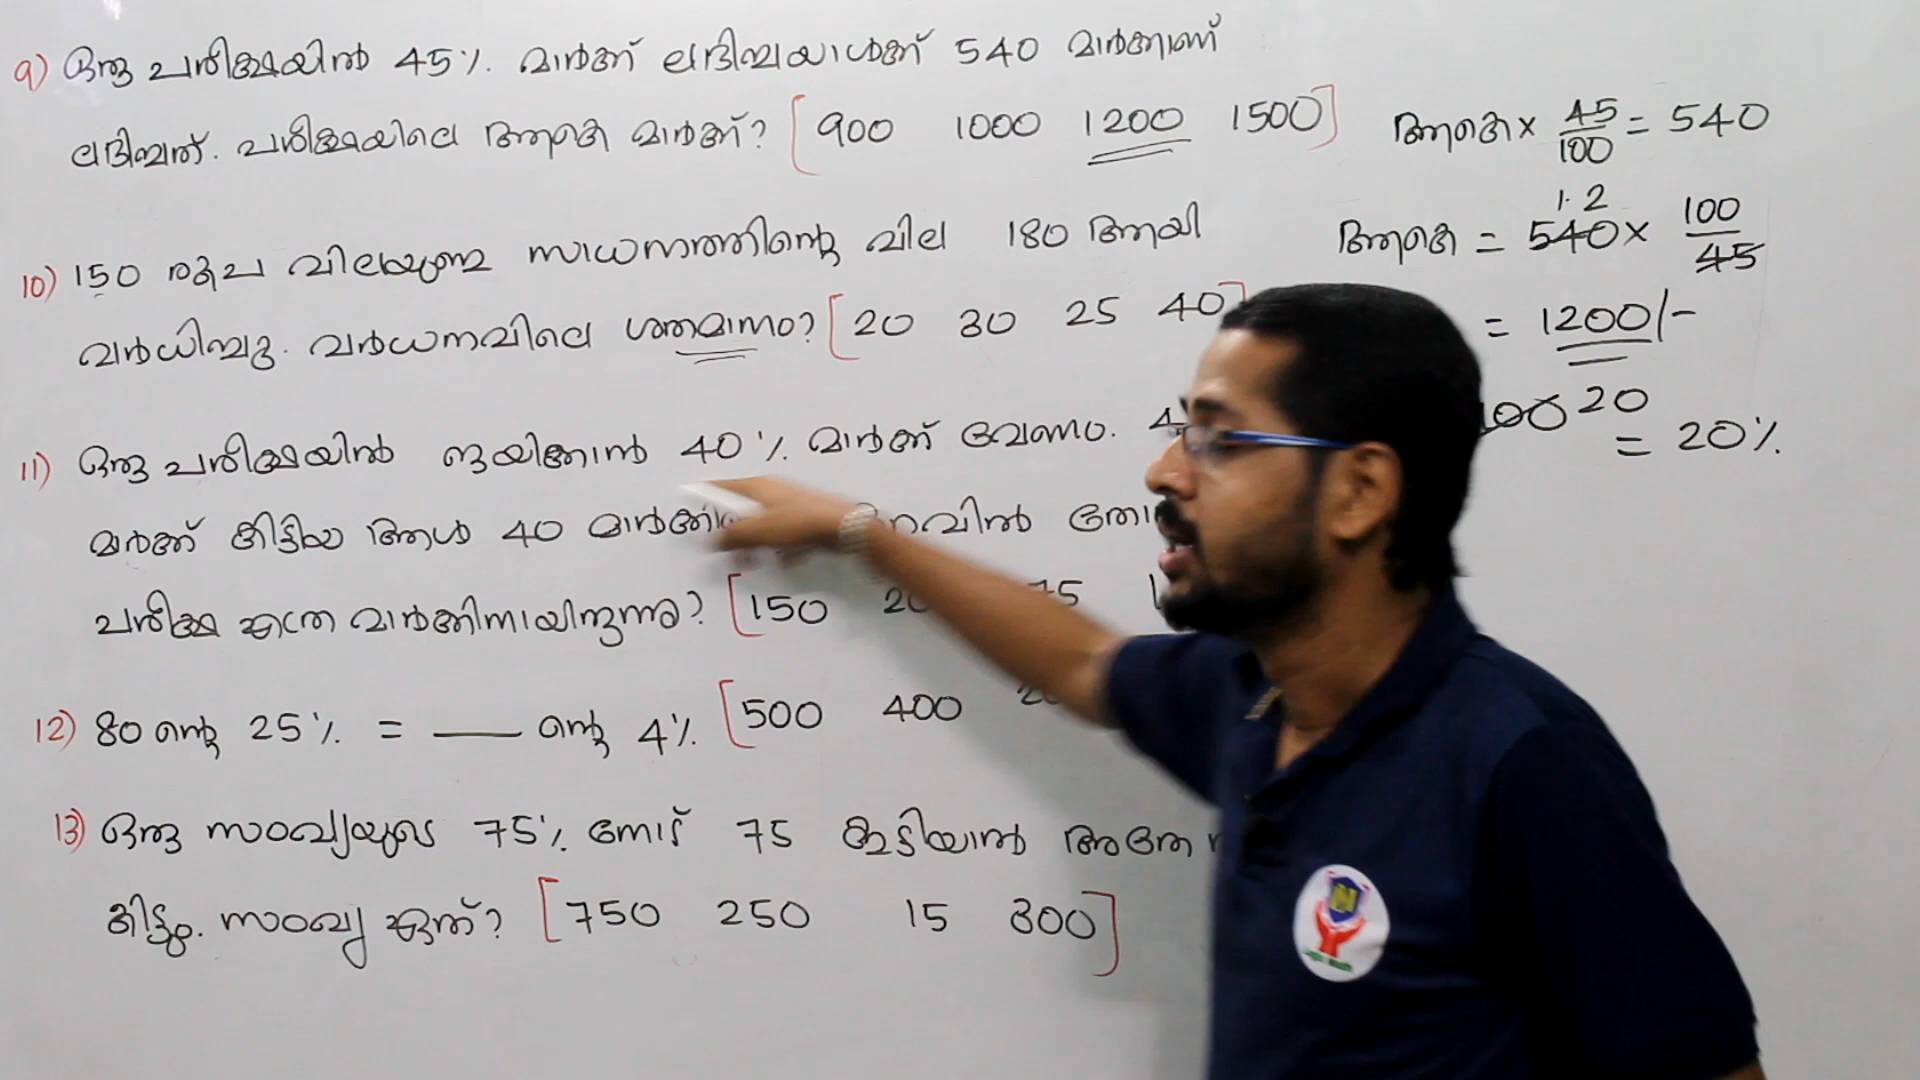 9) ഒരു പരീക്ഷയിൽ 45%. മാർക്ക് ലഭിച്ചയാൾക്ക് 540 മാർക്കാണ്
ലഭിച്ചത്. പരീക്ഷയിലെ ആകെ മാർക്ക്? [900 1000 1200 1500]
ആകെ × 45/100 = 540
1.2
ആകെ = 540 × 100/45
= 1200/-
10) 150 രൂപ വിലയുള്ള സാധനത്തിന്റെ വില 180 ആയി
വർധിച്ചു. വർധനവിലെ ശതമാനം? [20 30 25 40]
100 20
= 20%.
11) ഒരു പരീക്ഷയിൽ ജയിക്കാൻ 40%. മാർക്ക് വേണം.
മാർക്ക് കിട്ടിയ ആൾ 40
പരീക്ഷ എത്ര മാർക്കിനായിരുന്നു? [150
12) 80 ന്റെ 25%. = ___ ന്റെ 4%. [500 400
13) ഒരു സംഖ്യയുടെ 75%. നോട് 75 കൂട്ടിയാൽ അതേ
കിട്ടും. സംഖ്യ ഏത്? [750 250 15 300]